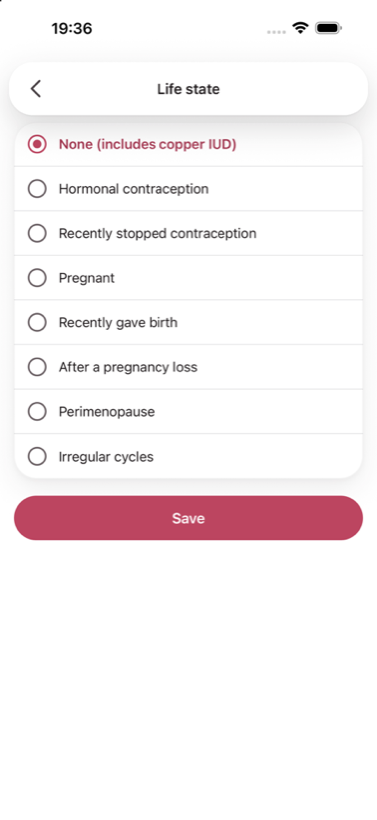 19:36
Life state
None (includes copper IUD)
Hormonal contraception
Recently stopped contraception
Pregnant
Recently gave birth
After a pregnancy loss
Perimenopause
Irregular cycles
Save